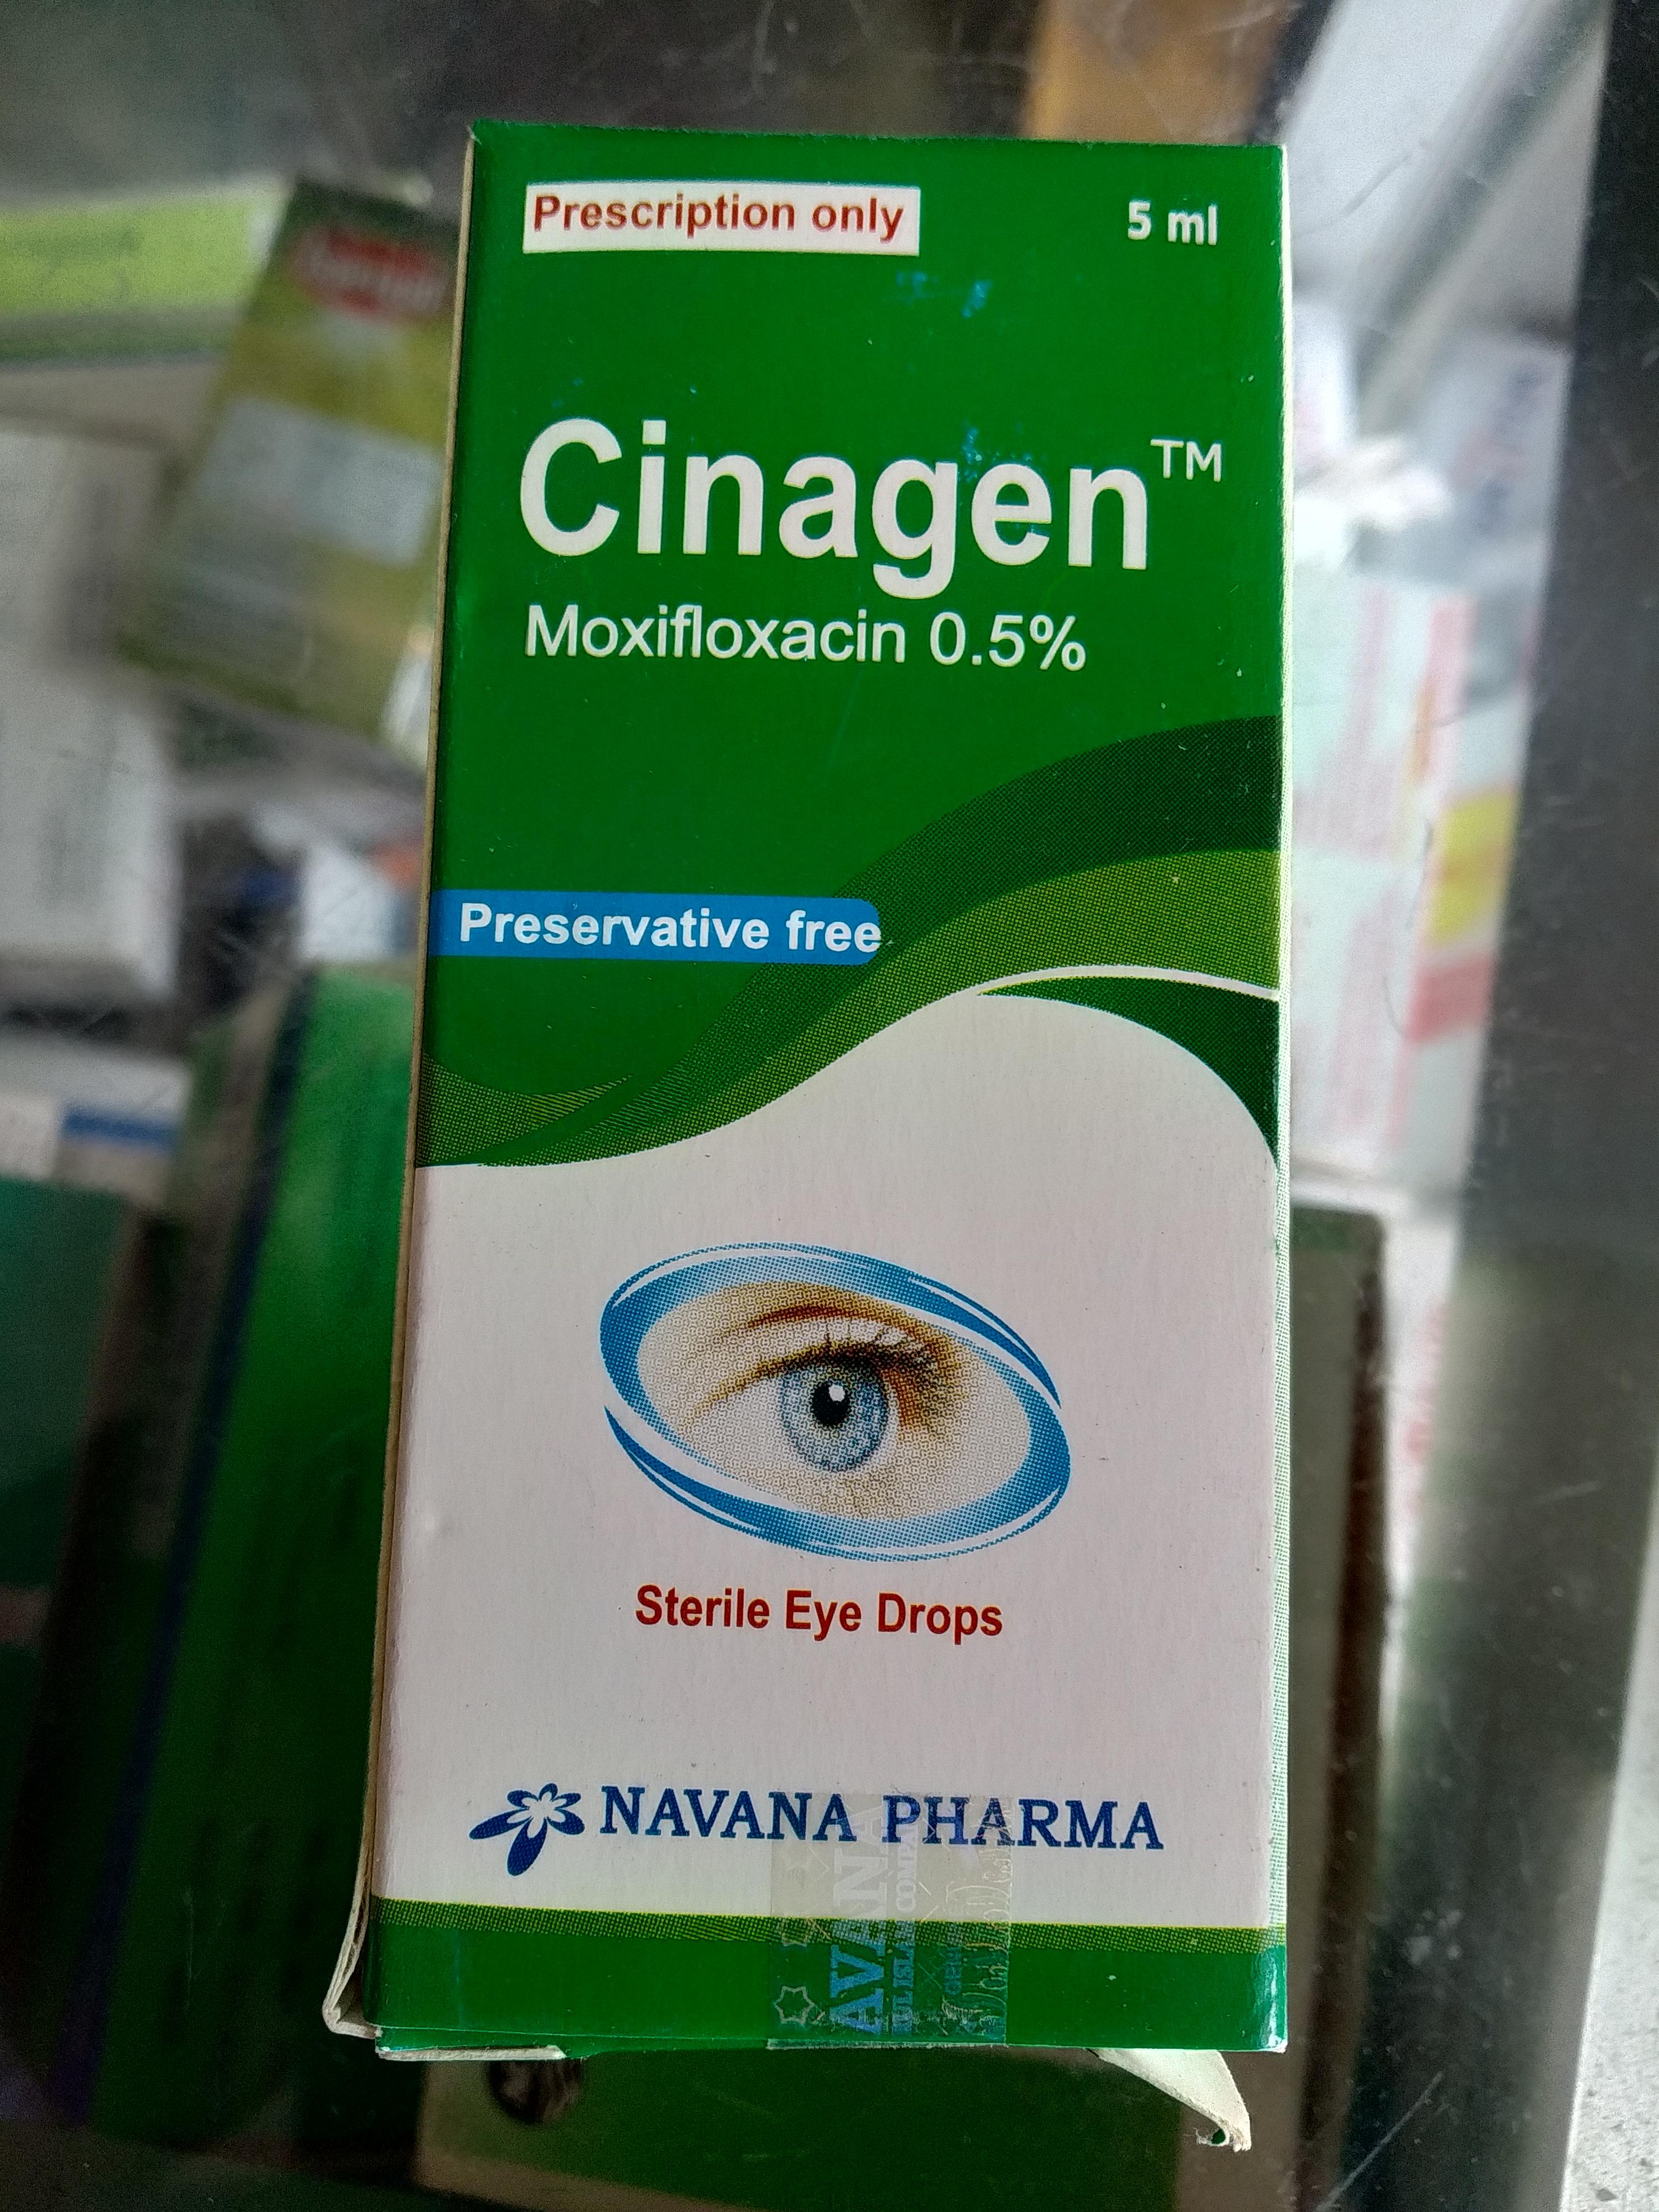 Prescription only
5 ml
Cinagen™
Moxifloxacin 0.5%
Preservative free
Sterile Eye Drops
NAVANA PHARMA